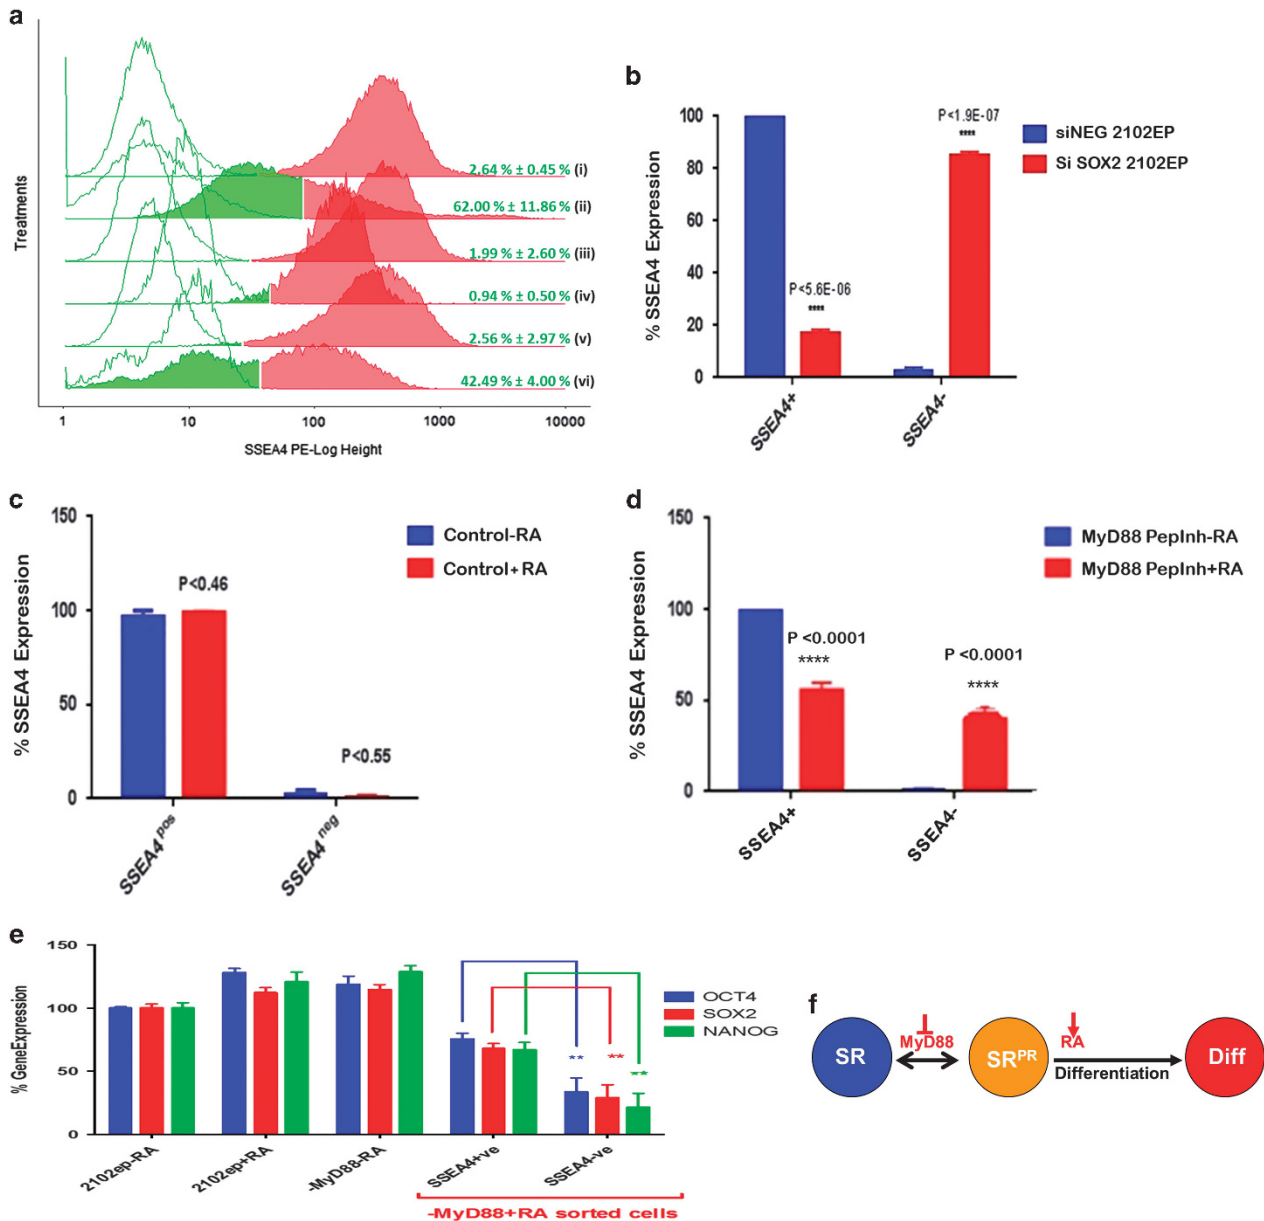 a
Treatments
2.64 % ± 0.45 % (i)
62.00 % ± 11.86 % (ii)
1.99 % ± 2.60 % (iii)
0.94 % ± 0.50 % (iv)
2.56 % ± 2.97 % (v)
42.49 % ± 4.00 % (vi)
1 10 100 1000 10000
SSEA4 PE-Log Height
b
% SSEA4 Expression
100
80
60
40
20
0
P<5.6E-06
****
P<1.9E-07
****
SSEA4+
SSEA4-
siNEG 2102EP
Si SOX2 2102EP
c
% SSEA4 Expression
150
100
50
0
P<0.46
P<0.55
SSEA4pos
SSEA4neg
Control-RA
Control+RA
d
% SSEA4 Expression
150
100
50
0
P <0.0001
****
P <0.0001
****
SSEA4+
SSEA4-
MyD88 PepInh-RA
MyD88 PepInh+RA
e
% GeneExpression
150
100
50
0
** ** **
2102ep-RA
2102ep+RA
-MyD88-RA
SSEA4+ve
SSEA4-ve
-MyD88+RA sorted cells
OCT4
SOX2
NANOG
f
SR
MyD88
SRPR
RA
Differentiation
Diff